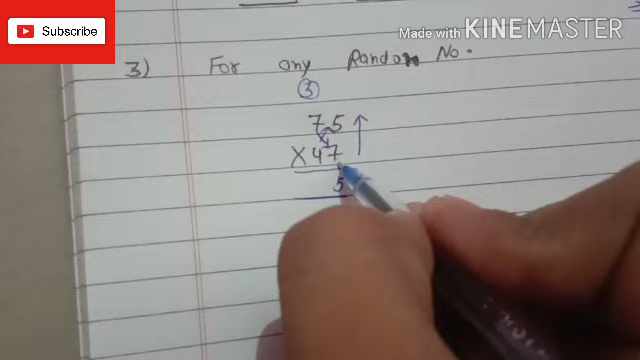 Subscribe
Made with KINEMASTER
3) For any Random No.
3
75
X 47
5